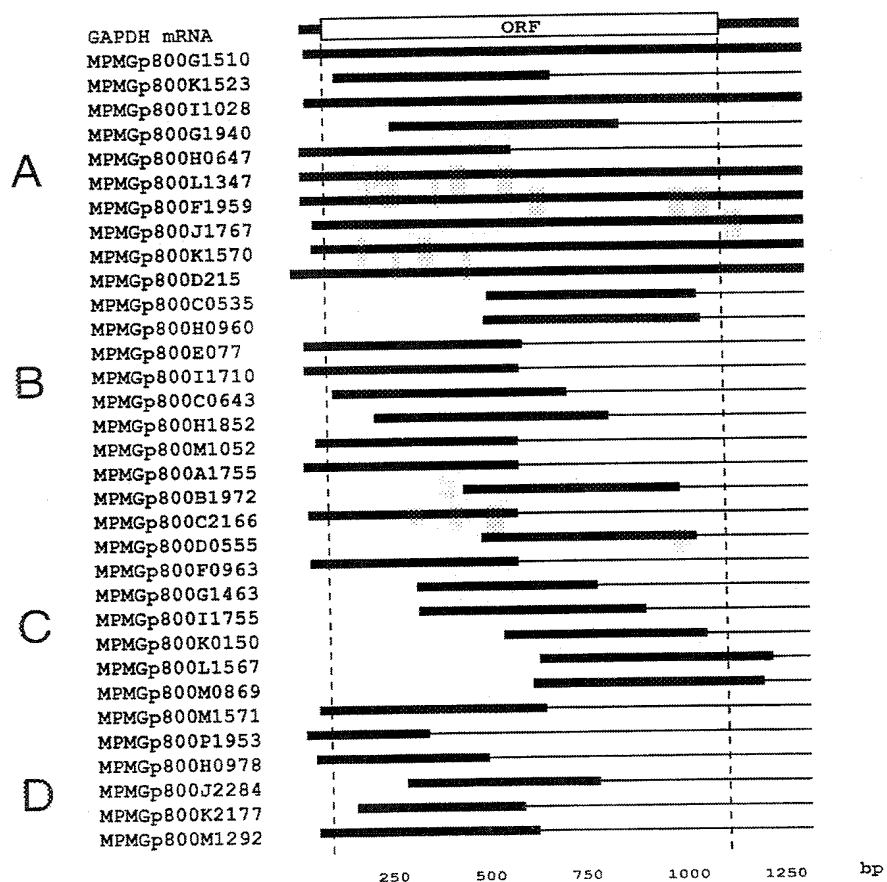 ORF
GAPDH mRNA
MPMGp800G1510
MPMGp800K1523
MPMGp800I1028
MPMGp800G1940
A
MPMGp800H0647
MPMGp800L1347
MPMGp800F1959
MPMGp800J1767
MPMGp800K1570
MPMGp800D215
MPMGp800C0535
MPMGp800H0960
MPMGp800E077
B
MPMGp800I1710
MPMGp800C0643
MPMGp800H1852
MPMGp800M1052
MPMGp800A1755
MPMGp800B1972
MPMGp800C2166
MPMGp800D0555
MPMGp800F0963
MPMGp800G1463
C
MPMGp800I1755
MPMGp800K0150
MPMGp800L1567
MPMGp800M0869
MPMGp800M1571
MPMGp800P1953
MPMGp800H0978
D
MPMGp800J2284
MPMGp800K2177
MPMGp800M1292
250 500 750 1000 1250 bp